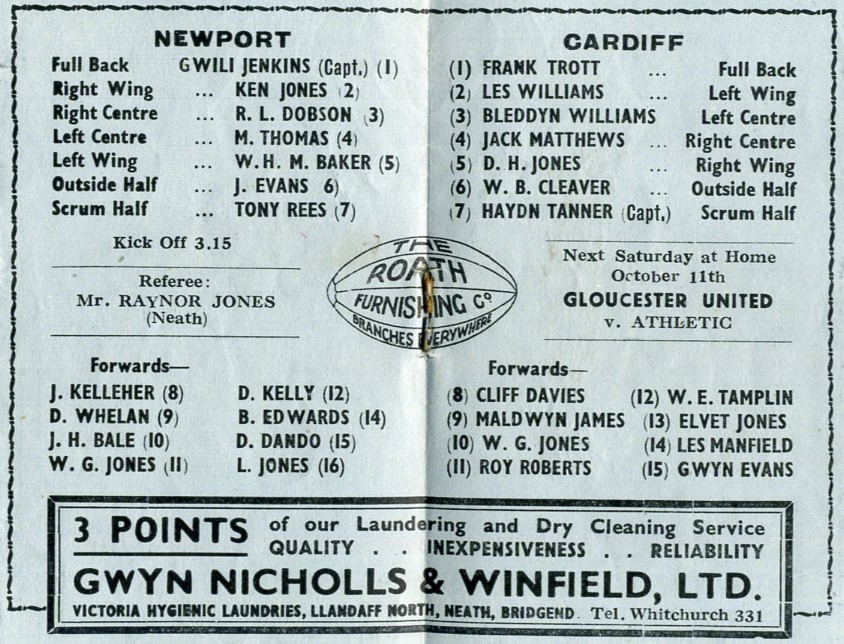 NEWPORT
Full Back GWILI JENKINS (Capt.) (1)
Right Wing ... KEN JONES (2)
Right Centre ... R. L. DOBSON (3)
Left Centre ... M. THOMAS (4)
Left Wing ... W. H. M. BAKER (5)
Outside Half ... J. EVANS 6)
Scrum Half ... TONY REES (7)
Kick Off 3.15
Referee:
Mr. RAYNOR JONES
(Neath)
Forwards—
J. KELLEHER (8) D. KELLY (12)
D. WHELAN (9) B. EDWARDS (14)
J. H. BALE (10) D. DANDO (15)
W. G. JONES (11) L. JONES (16)
THE
ROATH
FURNISHING Co
BRANCHES EVERYWHERE
CARDIFF
(1) FRANK TROTT ... Full Back
(2) LES WILLIAMS ... Left Wing
(3) BLEDDYN WILLIAMS Left Centre
(4) JACK MATTHEWS ... Right Centre
(5) D. H. JONES ... Right Wing
(6) W. B. CLEAVER ... Outside Half
(7) HAYDN TANNER (Capt.) Scrum Half
Next Saturday at Home
October 11th
GLOUCESTER UNITED
v. ATHLETIC
Forwards—
(8) CLIFF DAVIES (12) W. E. TAMPLIN
(9) MALDWYN JAMES (13) ELVET JONES
(10) W. G. JONES (14) LES MANFIELD
(11) ROY ROBERTS (15) GWYN EVANS
3 POINTS of our Laundering and Dry Cleaning Service
QUALITY . . INEXPENSIVENESS . . RELIABILITY
GWYN NICHOLLS & WINFIELD, LTD.
VICTORIA HYGIENIC LAUNDRIES, LLANDAFF NORTH, NEATH, BRIDGEND. Tel. Whitchurch 331